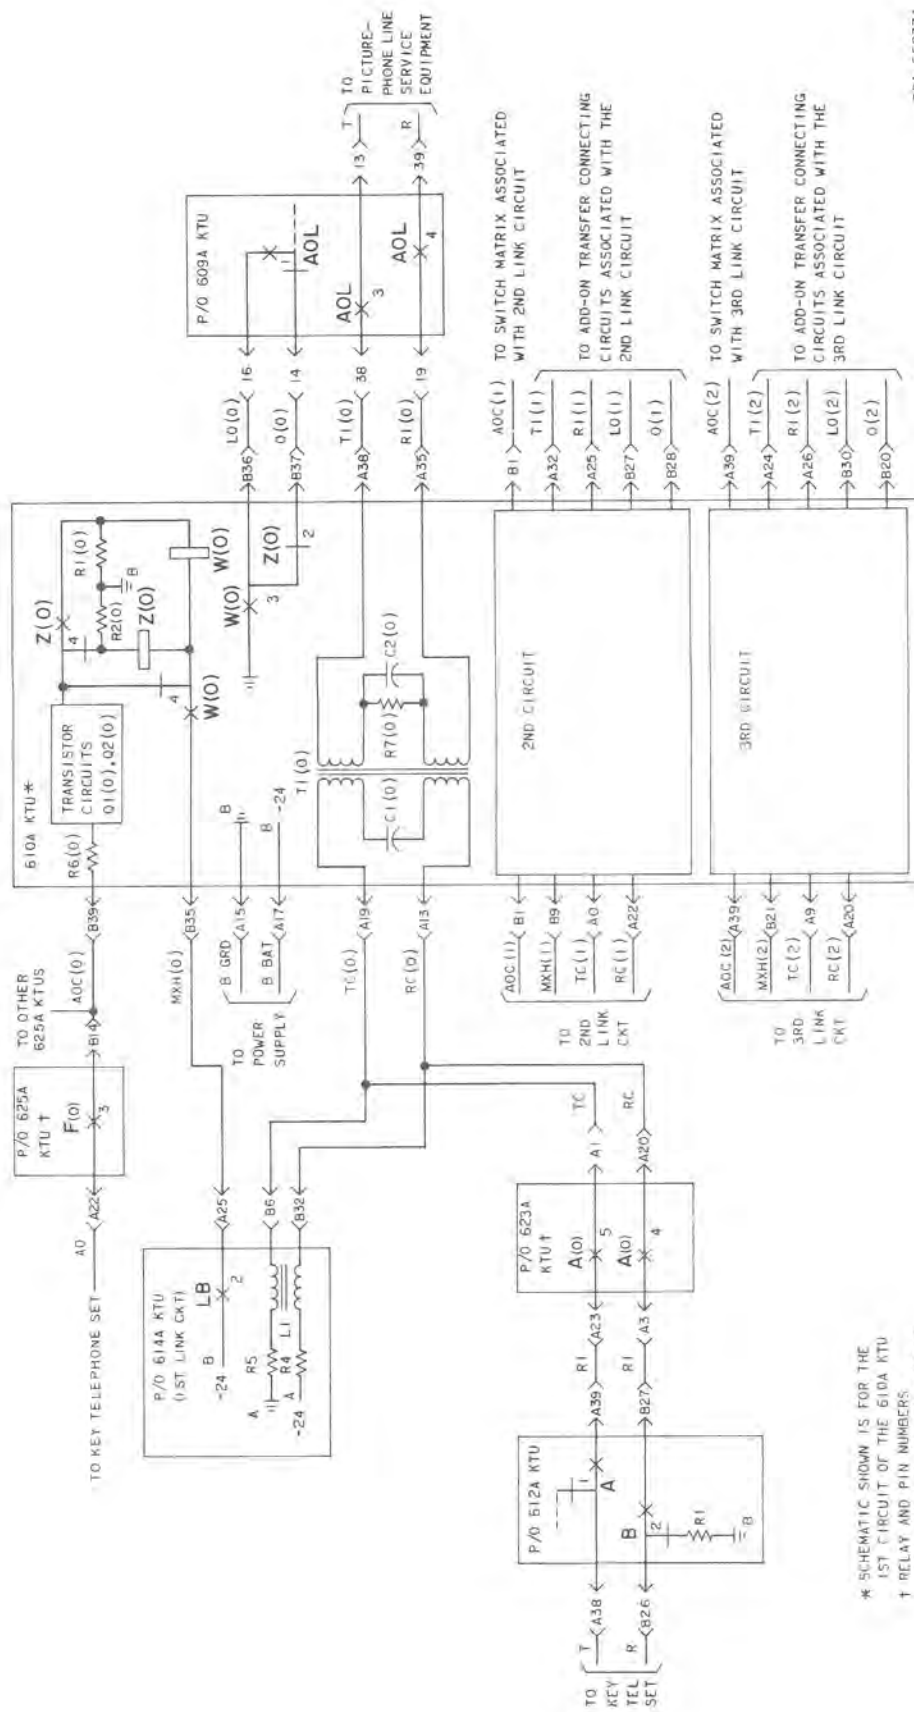 TO KEY TELEPHONE SET
AO
A22
P/O 625A
KTU †
F(0)
3
B14
TO OTHER
625A KTUS
AOC(0)
B39
610A KTU*
R6(0)
TRANSISTOR
CIRCUITS
Q1(0), Q2(0)
Z(0)
4
R1(0)
R2(0)
B
Z(0)
W(0)
4
W(0)
P/O 614A KTU
(1ST LINK CKT)
B
-24
LB
2
A25
MXH(0)
B35
A
R5
-24
A
R4
L1
B6
B32
TO
POWER
SUPPLY
B GRD
A15
B
B BAT
A17
B
-24
W(0)
3
Z(0)
2
B36
LO(0)
16
B37
O(0)
14
P/O 609A KTU
1
AOL
AOL
3
AOL
4
TC(0)
A19
RC(0)
A13
T1(0)
C1(0)
R7(0)
C2(0)
A38
T1(0)
38
A35
R1(0)
19
13
T
39
R
TO
PICTURE-
PHONE LINE
SERVICE
EQUIPMENT
TO
KEY
TEL
SET
T
A38
R
B26
P/O 612A KTU
1
A
B
2
R1
B
A39
R1
A23
B27
R1
A3
P/O 623A
KTU †
A(0)
5
A(0)
4
A1
TC
A20
RC
TO
2ND
LINK
CKT
AOC(1)
B1
MXH(1)
B9
TC(1)
A0
RC(1)
A22
2ND CIRCUIT
B1
AOC(1)
TO SWITCH MATRIX ASSOCIATED
WITH 2ND LINK CIRCUIT
A32
T1(1)
A25
R1(1)
B27
LO(1)
B28
O(1)
TO ADD-ON TRANSFER CONNECTING
CIRCUITS ASSOCIATED WITH THE
2ND LINK CIRCUIT
TO
3RD
LINK
CKT
AOC(2)
A39
MXH(2)
B21
TC(2)
A9
RC(2)
A20
3RD CIRCUIT
A39
AOC(2)
TO SWITCH MATRIX ASSOCIATED
WITH 3RD LINK CIRCUIT
A24
T1(2)
A26
R1(2)
B30
LO(2)
B20
O(2)
TO ADD-ON TRANSFER CONNECTING
CIRCUITS ASSOCIATED WITH THE
3RD LINK CIRCUIT
* SCHEMATIC SHOWN IS FOR THE
1ST CIRCUIT OF THE 610A KTU
† RELAY AND PIN NUMBERS